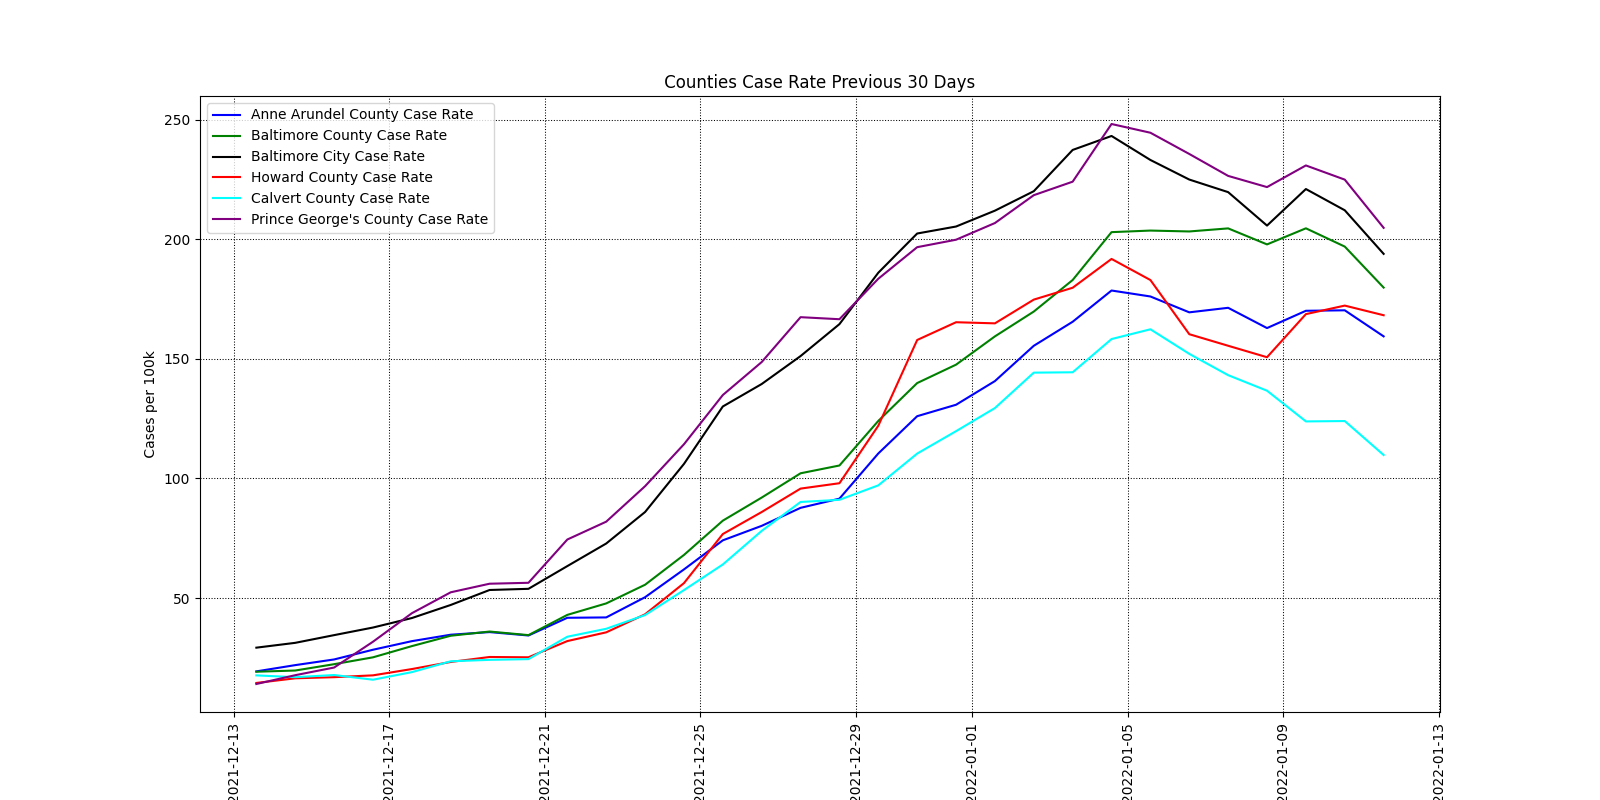 Counties Case Rate Previous 30 Days
Anne Arundel County Case Rate
Baltimore County Case Rate
Baltimore City Case Rate
Howard County Case Rate
Calvert County Case Rate
Prince George's County Case Rate
250
200
150
100
50
Cases per 100k
2021-12-13
2021-12-17
2021-12-21
2021-12-25
2021-12-29
2022-01-01
2022-01-05
2022-01-09
2022-01-13